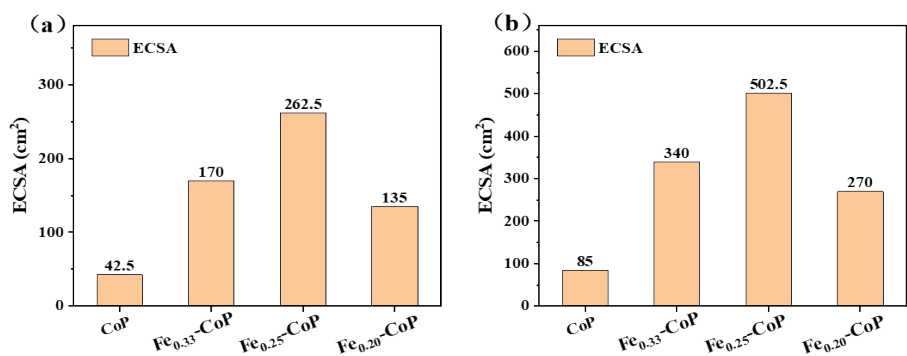 (a)
ECSA
ECSA (cm²)
300
200
100
0
42.5
170
262.5
135
CoP
Fe₀.₃₃-CoP
Fe₀.₂₅-CoP
Fe₀.₂₀-CoP
(b)
ECSA
ECSA (cm²)
600
500
400
300
200
100
0
85
340
502.5
270
CoP
Fe₀.₃₃-CoP
Fe₀.₂₅-CoP
Fe₀.₂₀-CoP